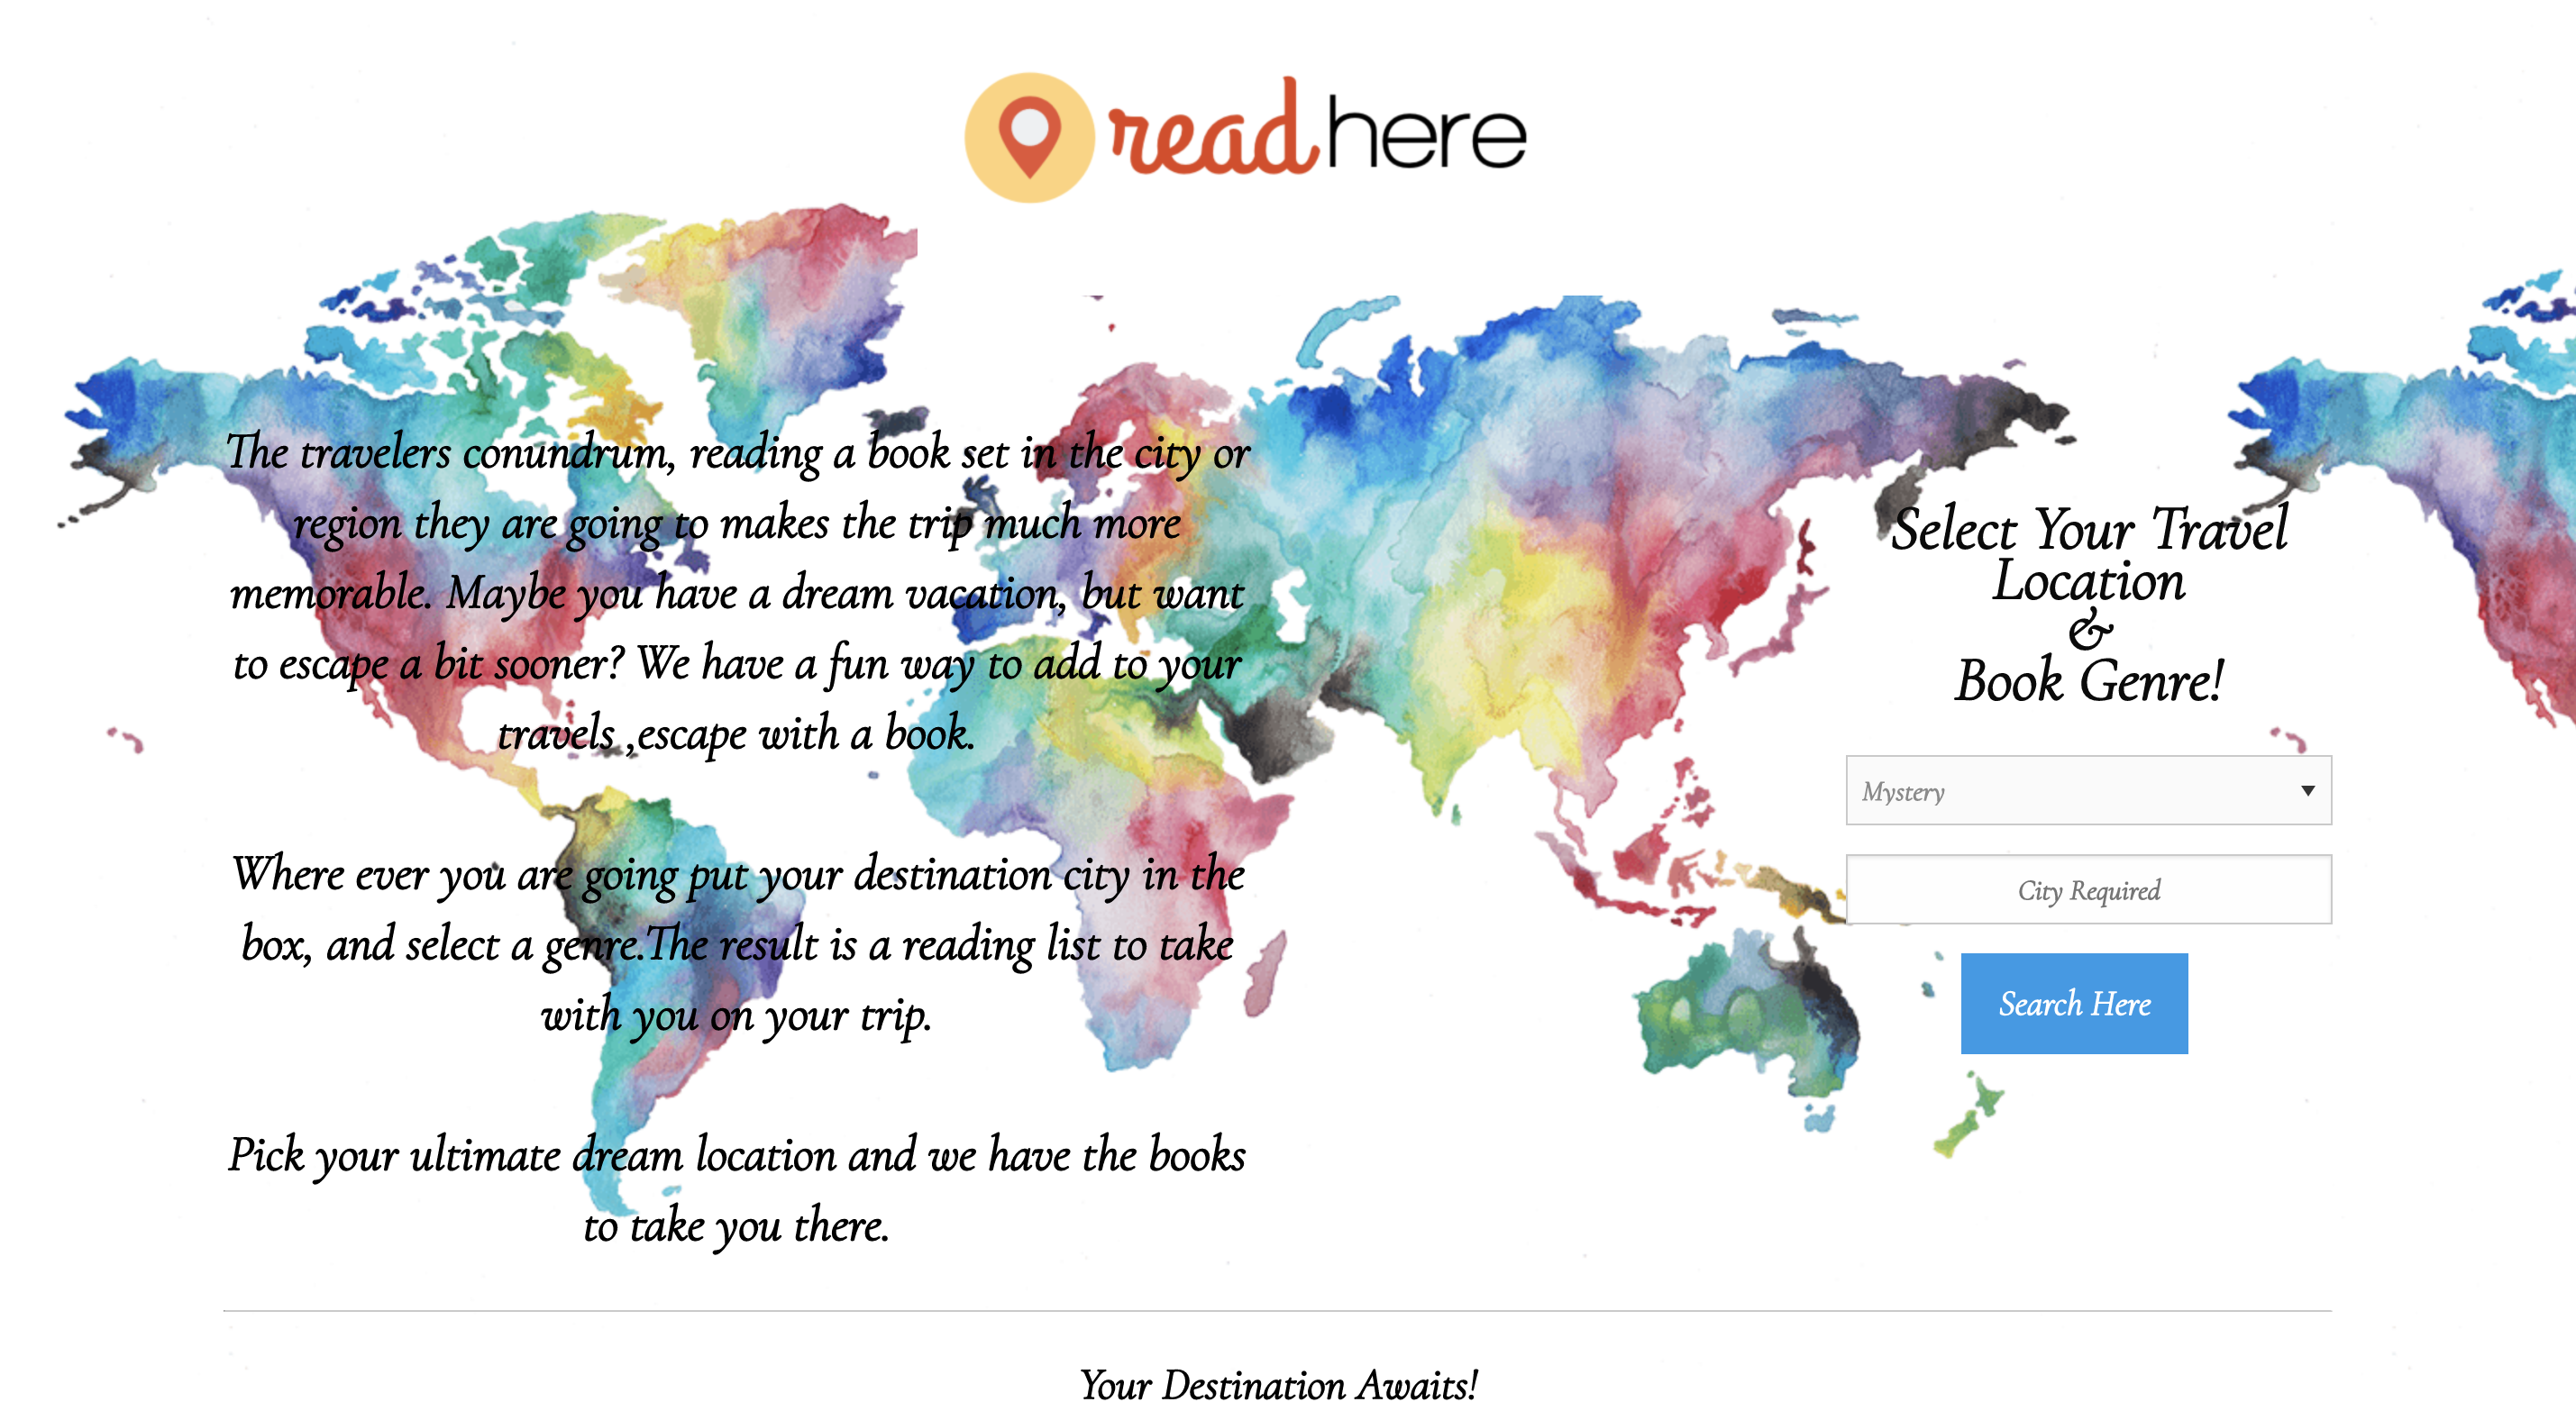 readhere
The travelers conundrum, reading a book set in the city or
region they are going to makes the trip much more
memorable. Maybe you have a dream vacation, but want
to escape a bit sooner? We have a fun way to add to your
travels ,escape with a book.
Where ever you are going put your destination city in the
box, and select a genre.The result is a reading list to take
with you on your trip.
Pick your ultimate dream location and we have the books
to take you there.
Select Your Travel
Location
&
Book Genre!
Mystery
City Required
Search Here
Your Destination Awaits!